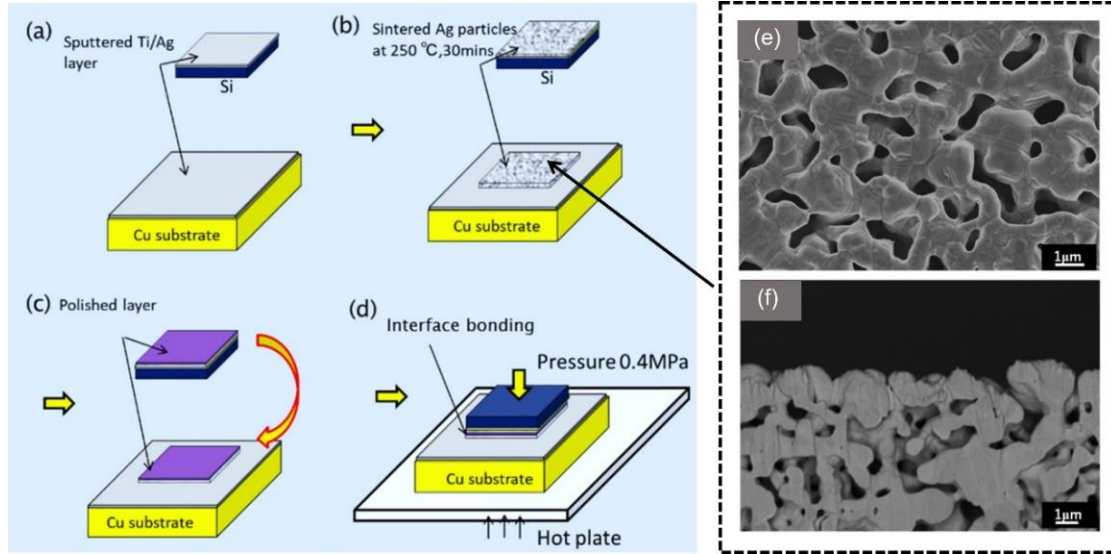 (a)
Sputtered Ti/Ag
layer
Si
Cu substrate
(b)
Sintered Ag particles
at 250 ℃,30mins
Si
Cu substrate
(c)
Polished layer
Cu substrate
(d)
Interface bonding
Pressure 0.4MPa
Cu substrate
Hot plate
(e)
1μm
(f)
1μm